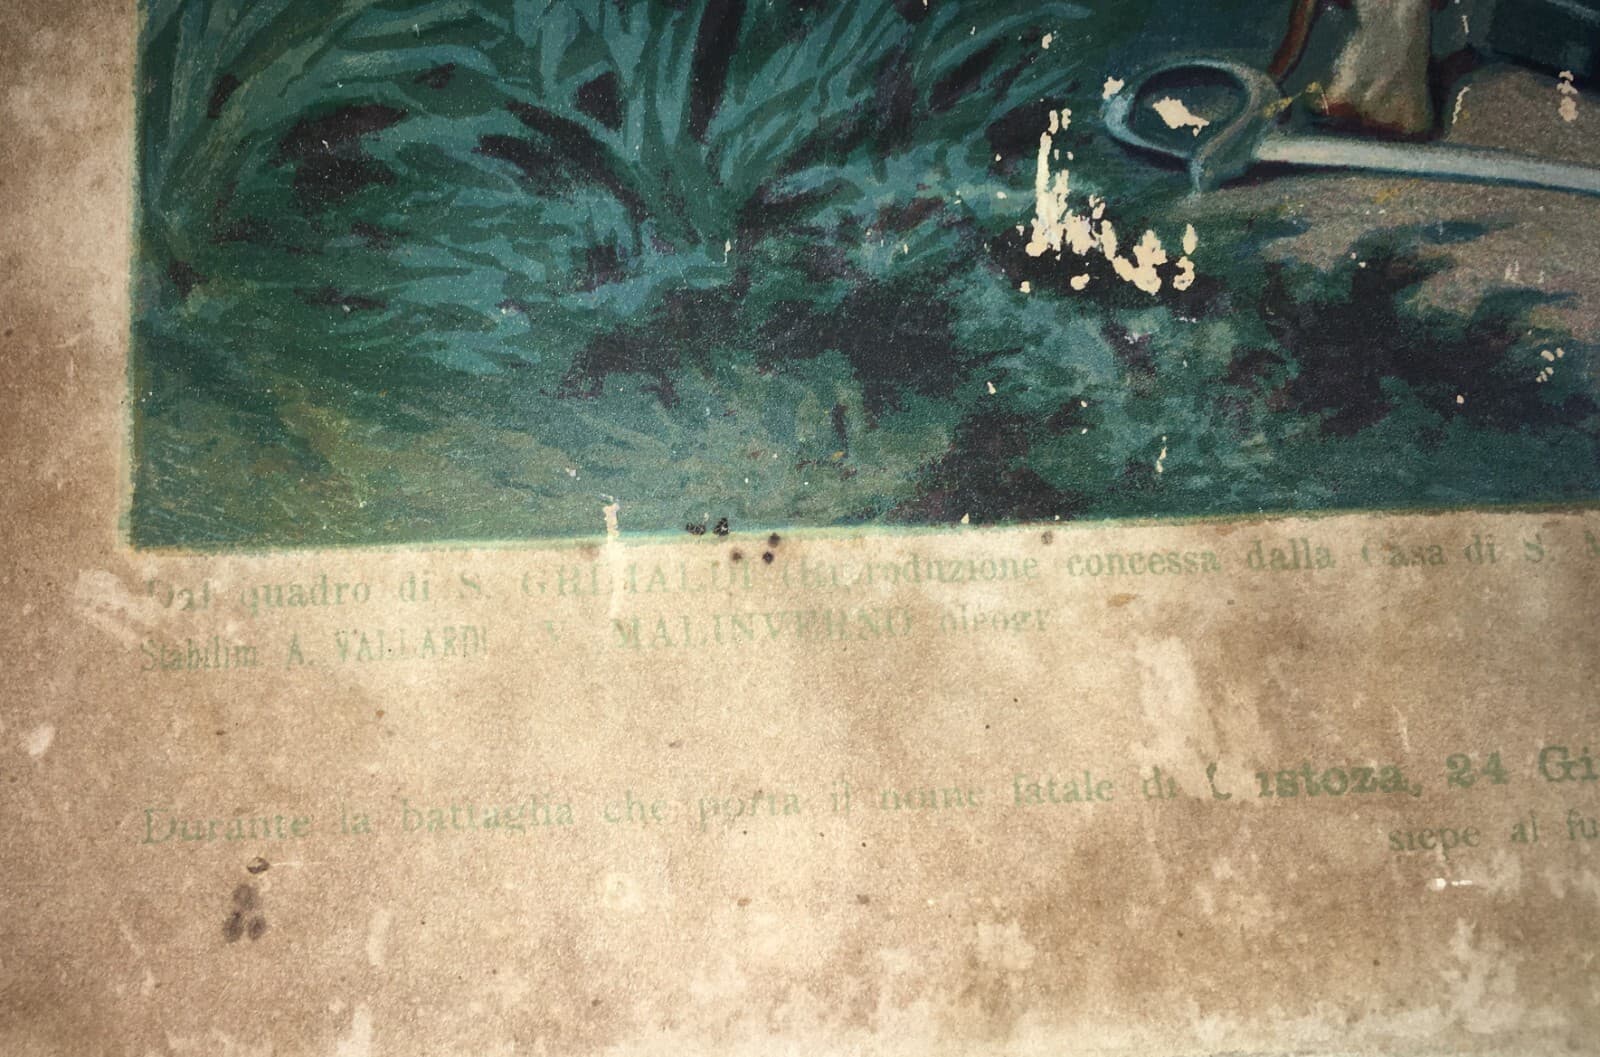 Dal quadro di S. GRIMALDI (Riproduzione concessa dalla Casa di S.
Stabilim. A. VALLARDI V. MALINVERNO oleogr
Durante la battaglia che porta il nome fatale di Custoza, 24 Gi
siepe al fu